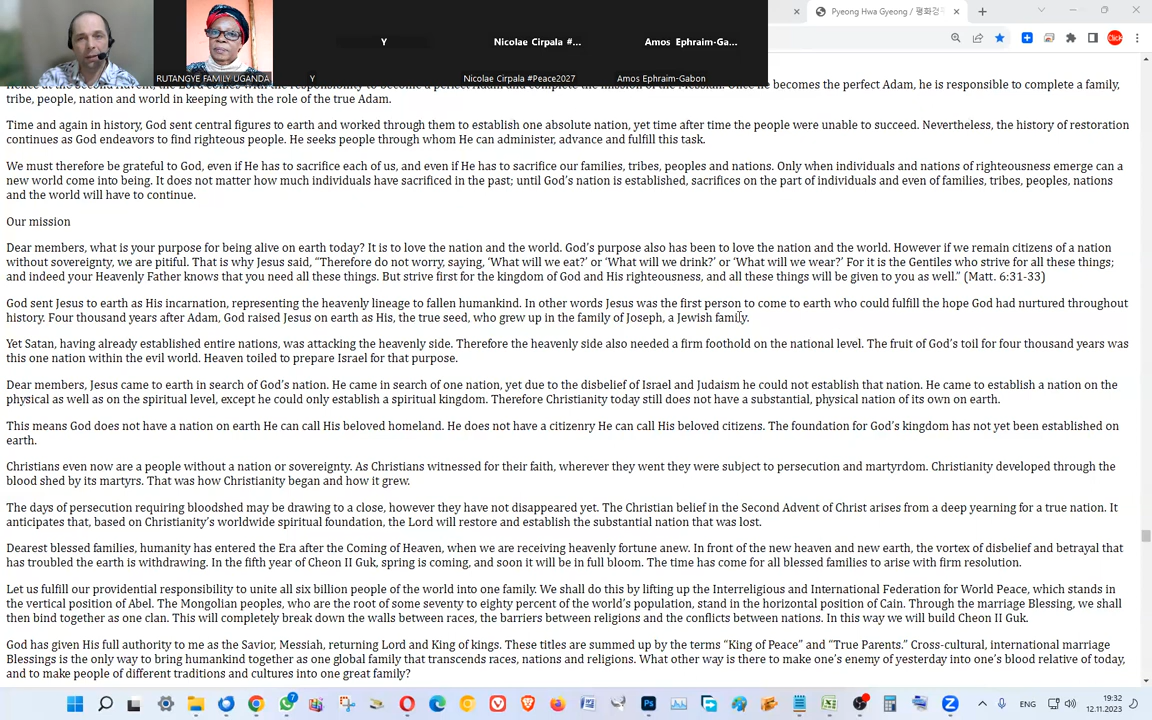 Pyeong Hwa Gyeong / 평화경
RUTANGYE FAMILY UGANDA
Y
Y
Nicolae Cirpala #...
Nicolae Cirpala #Peace2027
Amos Ephraim-Ga...
Amos Ephraim-Gabon
becomes the perfect Adam, he is responsible to complete a family,
tribe, people, nation and world in keeping with the role of the true Adam.
Time and again in history, God sent central figures to earth and worked through them to establish one absolute nation, yet time after time the people were unable to succeed. Nevertheless, the history of restoration
continues as God endeavors to find righteous people. He seeks people through whom He can administer, advance and fulfill this task.
We must therefore be grateful to God, even if He has to sacrifice each of us, and even if He has to sacrifice our families, tribes, peoples and nations. Only when individuals and nations of righteousness emerge can a
new world come into being. It does not matter how much individuals have sacrificed in the past; until God's nation is established, sacrifices on the part of individuals and even of families, tribes, peoples, nations
and the world will have to continue.
Our mission
Dear members, what is your purpose for being alive on earth today? It is to love the nation and the world. God's purpose also has been to love the nation and the world. However if we remain citizens of a nation
without sovereignty, we are pitiful. That is why Jesus said, “Therefore do not worry, saying, ‘What will we eat?’ or ‘What will we drink?’ or ‘What will we wear?’ For it is the Gentiles who strive for all these things;
and indeed your Heavenly Father knows that you need all these things. But strive first for the kingdom of God and His righteousness, and all these things will be given to you as well.” (Matt. 6:31-33)
God sent Jesus to earth as His incarnation, representing the heavenly lineage to fallen humankind. In other words Jesus was the first person to come to earth who could fulfill the hope God had nurtured throughout
history. Four thousand years after Adam, God raised Jesus on earth as His, the true seed, who grew up in the family of Joseph, a Jewish family.
Yet Satan, having already established entire nations, was attacking the heavenly side. Therefore the heavenly side also needed a firm foothold on the national level. The fruit of God's toil for four thousand years was
this one nation within the evil world. Heaven toiled to prepare Israel for that purpose.
Dear members, Jesus came to earth in search of God's nation. He came in search of one nation, yet due to the disbelief of Israel and Judaism he could not establish that nation. He came to establish a nation on the
physical as well as on the spiritual level, except he could only establish a spiritual kingdom. Therefore Christianity today still does not have a substantial, physical nation of its own on earth.
This means God does not have a nation on earth He can call His beloved homeland. He does not have a citizenry He can call His beloved citizens. The foundation for God's kingdom has not yet been established on
earth.
Christians even now are a people without a nation or sovereignty. As Christians witnessed for their faith, wherever they went they were subject to persecution and martyrdom. Christianity developed through the
blood shed by its martyrs. That was how Christianity began and how it grew.
The days of persecution requiring bloodshed may be drawing to a close, however they have not disappeared yet. The Christian belief in the Second Advent of Christ arises from a deep yearning for a true nation. It
anticipates that, based on Christianity's worldwide spiritual foundation, the Lord will restore and establish the substantial nation that was lost.
Dearest blessed families, humanity has entered the Era after the Coming of Heaven, when we are receiving heavenly fortune anew. In front of the new heaven and new earth, the vortex of disbelief and betrayal that
has troubled the earth is withdrawing. In the fifth year of Cheon Il Guk, spring is coming, and soon it will be in full bloom. The time has come for all blessed families to arise with firm resolution.
Let us fulfill our providential responsibility to unite all six billion people of the world into one family. We shall do this by lifting up the Interreligious and International Federation for World Peace, which stands in
the vertical position of Abel. The Mongolian peoples, who are the root of some seventy to eighty percent of the world's population, stand in the horizontal position of Cain. Through the marriage Blessing, we shall
then bind together as one clan. This will completely break down the walls between races, the barriers between religions and the conflicts between nations. In this way we will build Cheon Il Guk.
God has given His full authority to me as the Savior, Messiah, returning Lord and King of kings. These titles are summed up by the terms “King of Peace” and “True Parents.” Cross-cultural, international marriage
Blessings is the only way to bring humankind together as one global family that transcends races, nations and religions. What other way is there to make one's enemy of yesterday into one's blood relative of today,
and to make people of different traditions and cultures into one great family?
ENG
19:32
12.11.2023